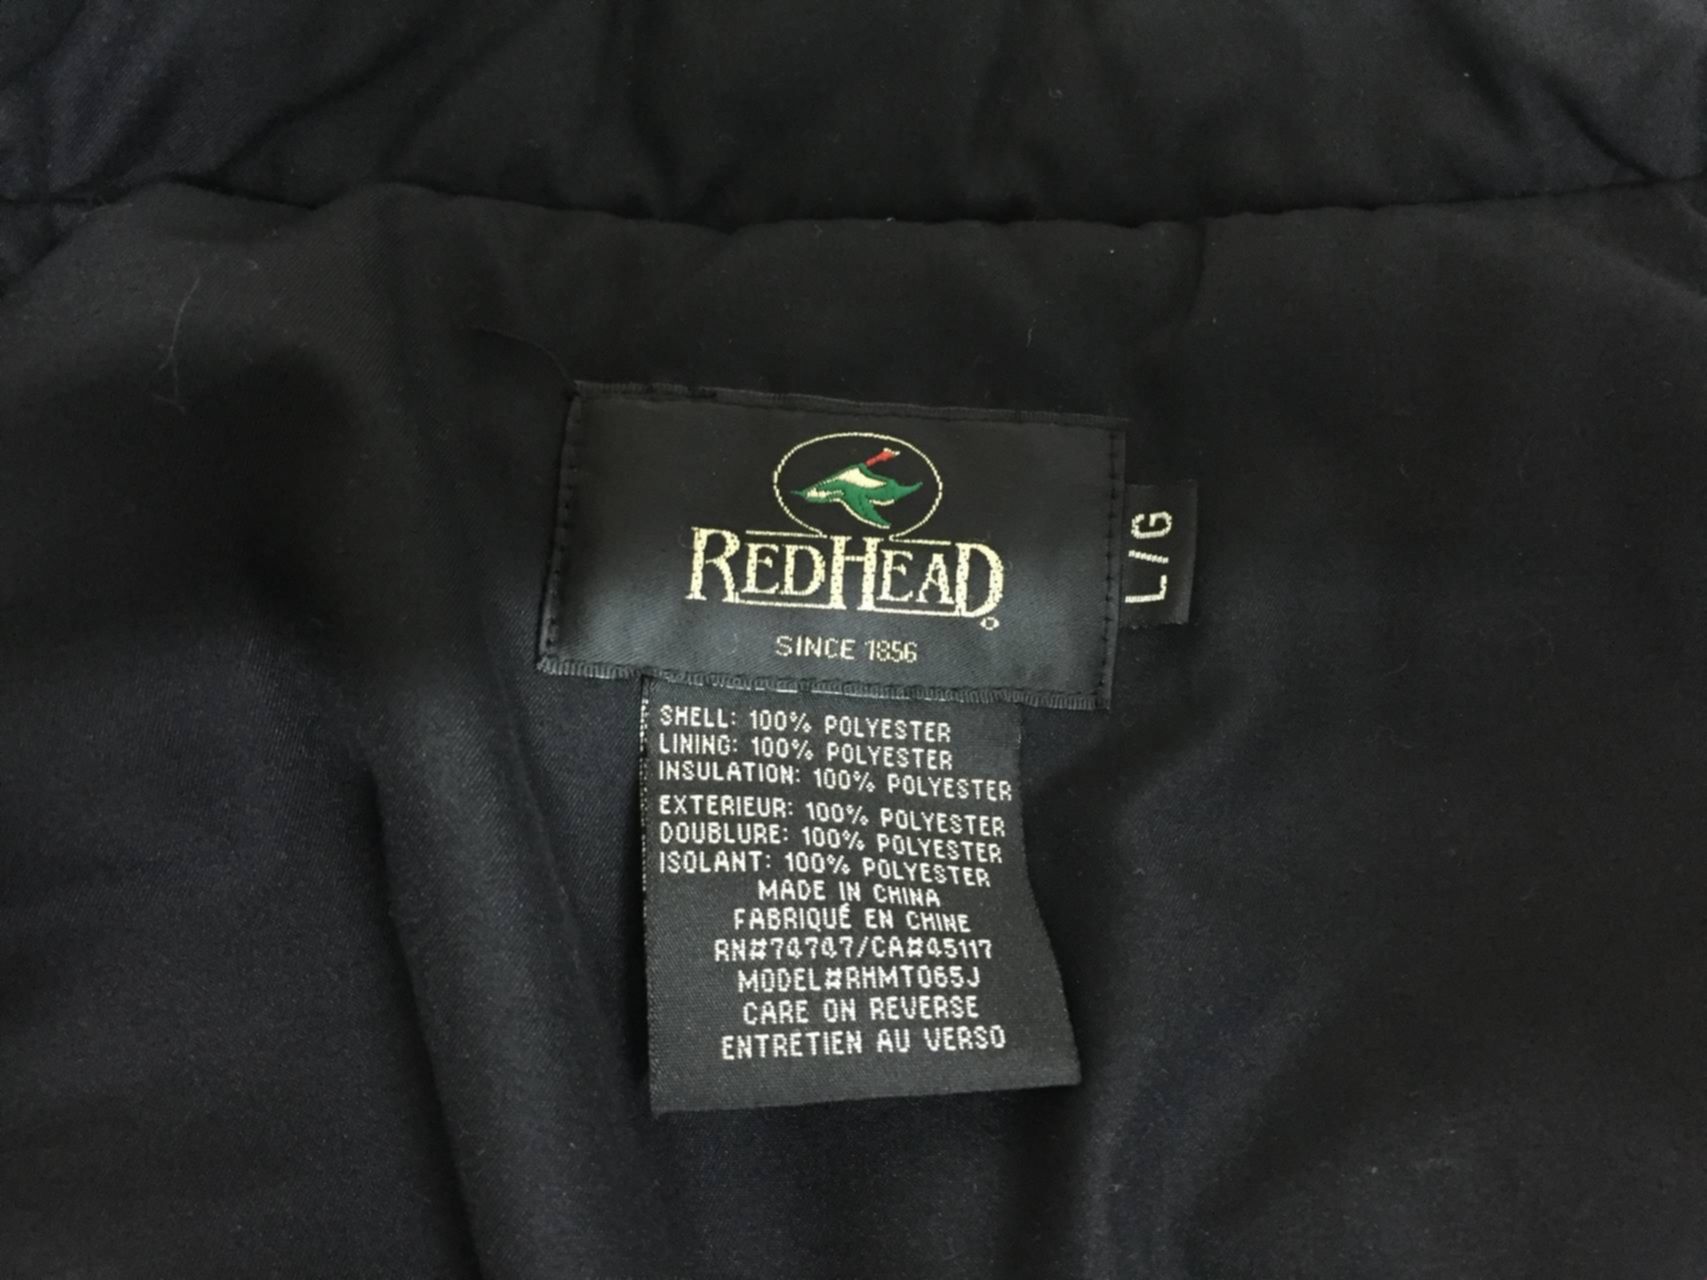 REDHEAD
SINCE 1856
L/G
SHELL: 100% POLYESTER
LINING: 100% POLYESTER
INSULATION: 100% POLYESTER
EXTERIEUR: 100% POLYESTER
DOUBLURE: 100% POLYESTER
ISOLANT: 100% POLYESTER
MADE IN CHINA
FABRIQUÉ EN CHINE
RN#74747/CA#45117
MODEL#RHMT065J
CARE ON REVERSE
ENTRETIEN AU VERSO